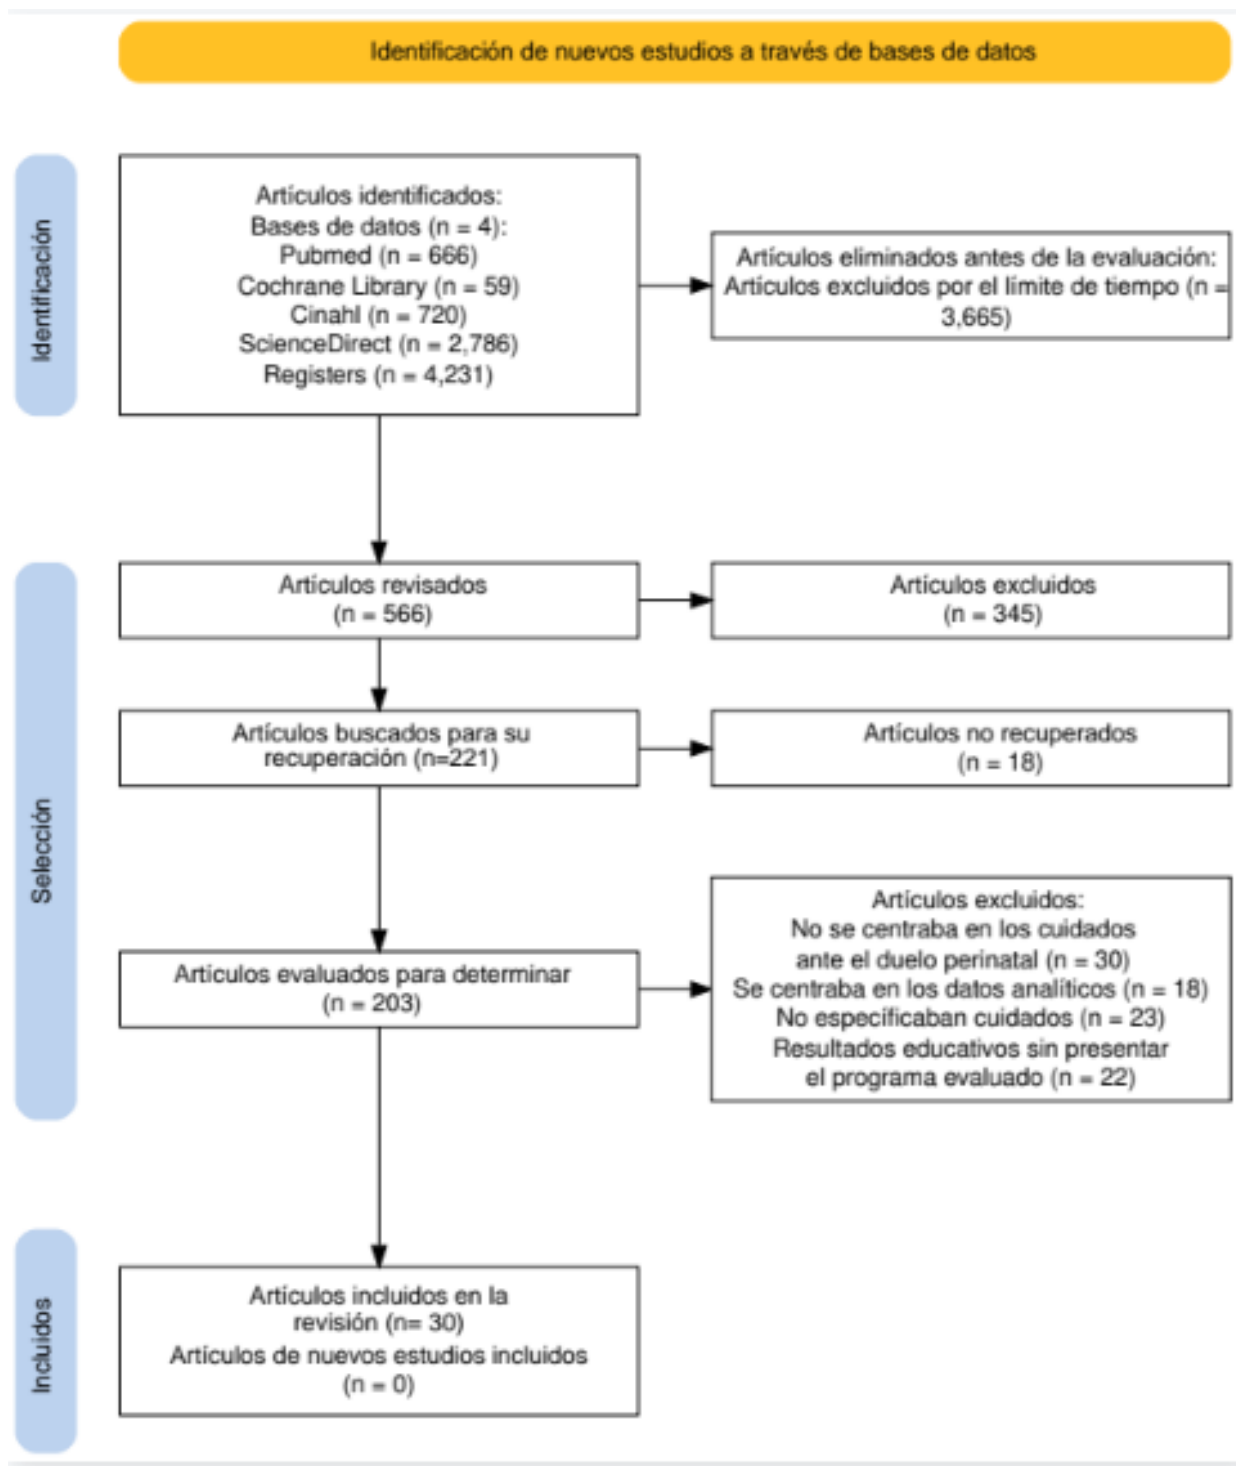 Identificación de nuevos estudios a través de bases de datos
Identificación
Artículos identificados:
Bases de datos (n = 4):
Pubmed (n = 666)
Cochrane Library (n = 59)
Cinahl (n = 720)
ScienceDirect (n = 2,786)
Registers (n = 4,231)
Artículos eliminados antes de la evaluación:
Artículos excluidos por el límite de tiempo (n =
3,665)
Selección
Artículos revisados
(n = 566)
Artículos excluidos
(n = 345)
Artículos buscados para su
recuperación (n=221)
Artículos no recuperados
(n = 18)
Artículos evaluados para determinar
(n = 203)
Artículos excluidos:
No se centraba en los cuidados
ante el duelo perinatal (n = 30)
Se centraba en los datos analíticos (n = 18)
No específicaban cuidados (n = 23)
Resultados educativos sin presentar
el programa evaluado (n = 22)
Incluidos
Artículos incluidos en la
revisión (n= 30)
Artículos de nuevos estudios incluidos
(n = 0)